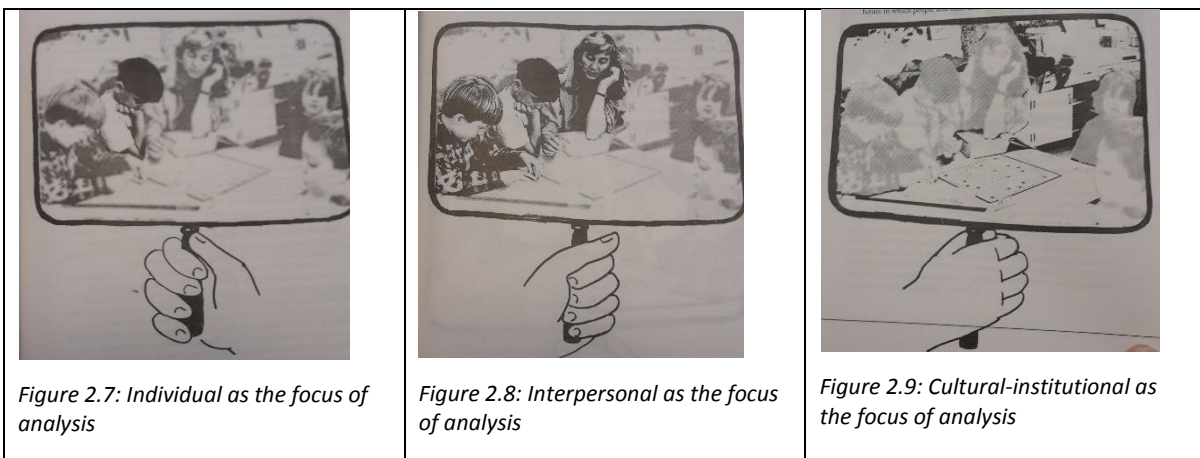 Figure 2.7: Individual as the focus of
analysis
Figure 2.8: Interpersonal as the focus
of analysis
Figure 2.9: Cultural-institutional as
the focus of analysis